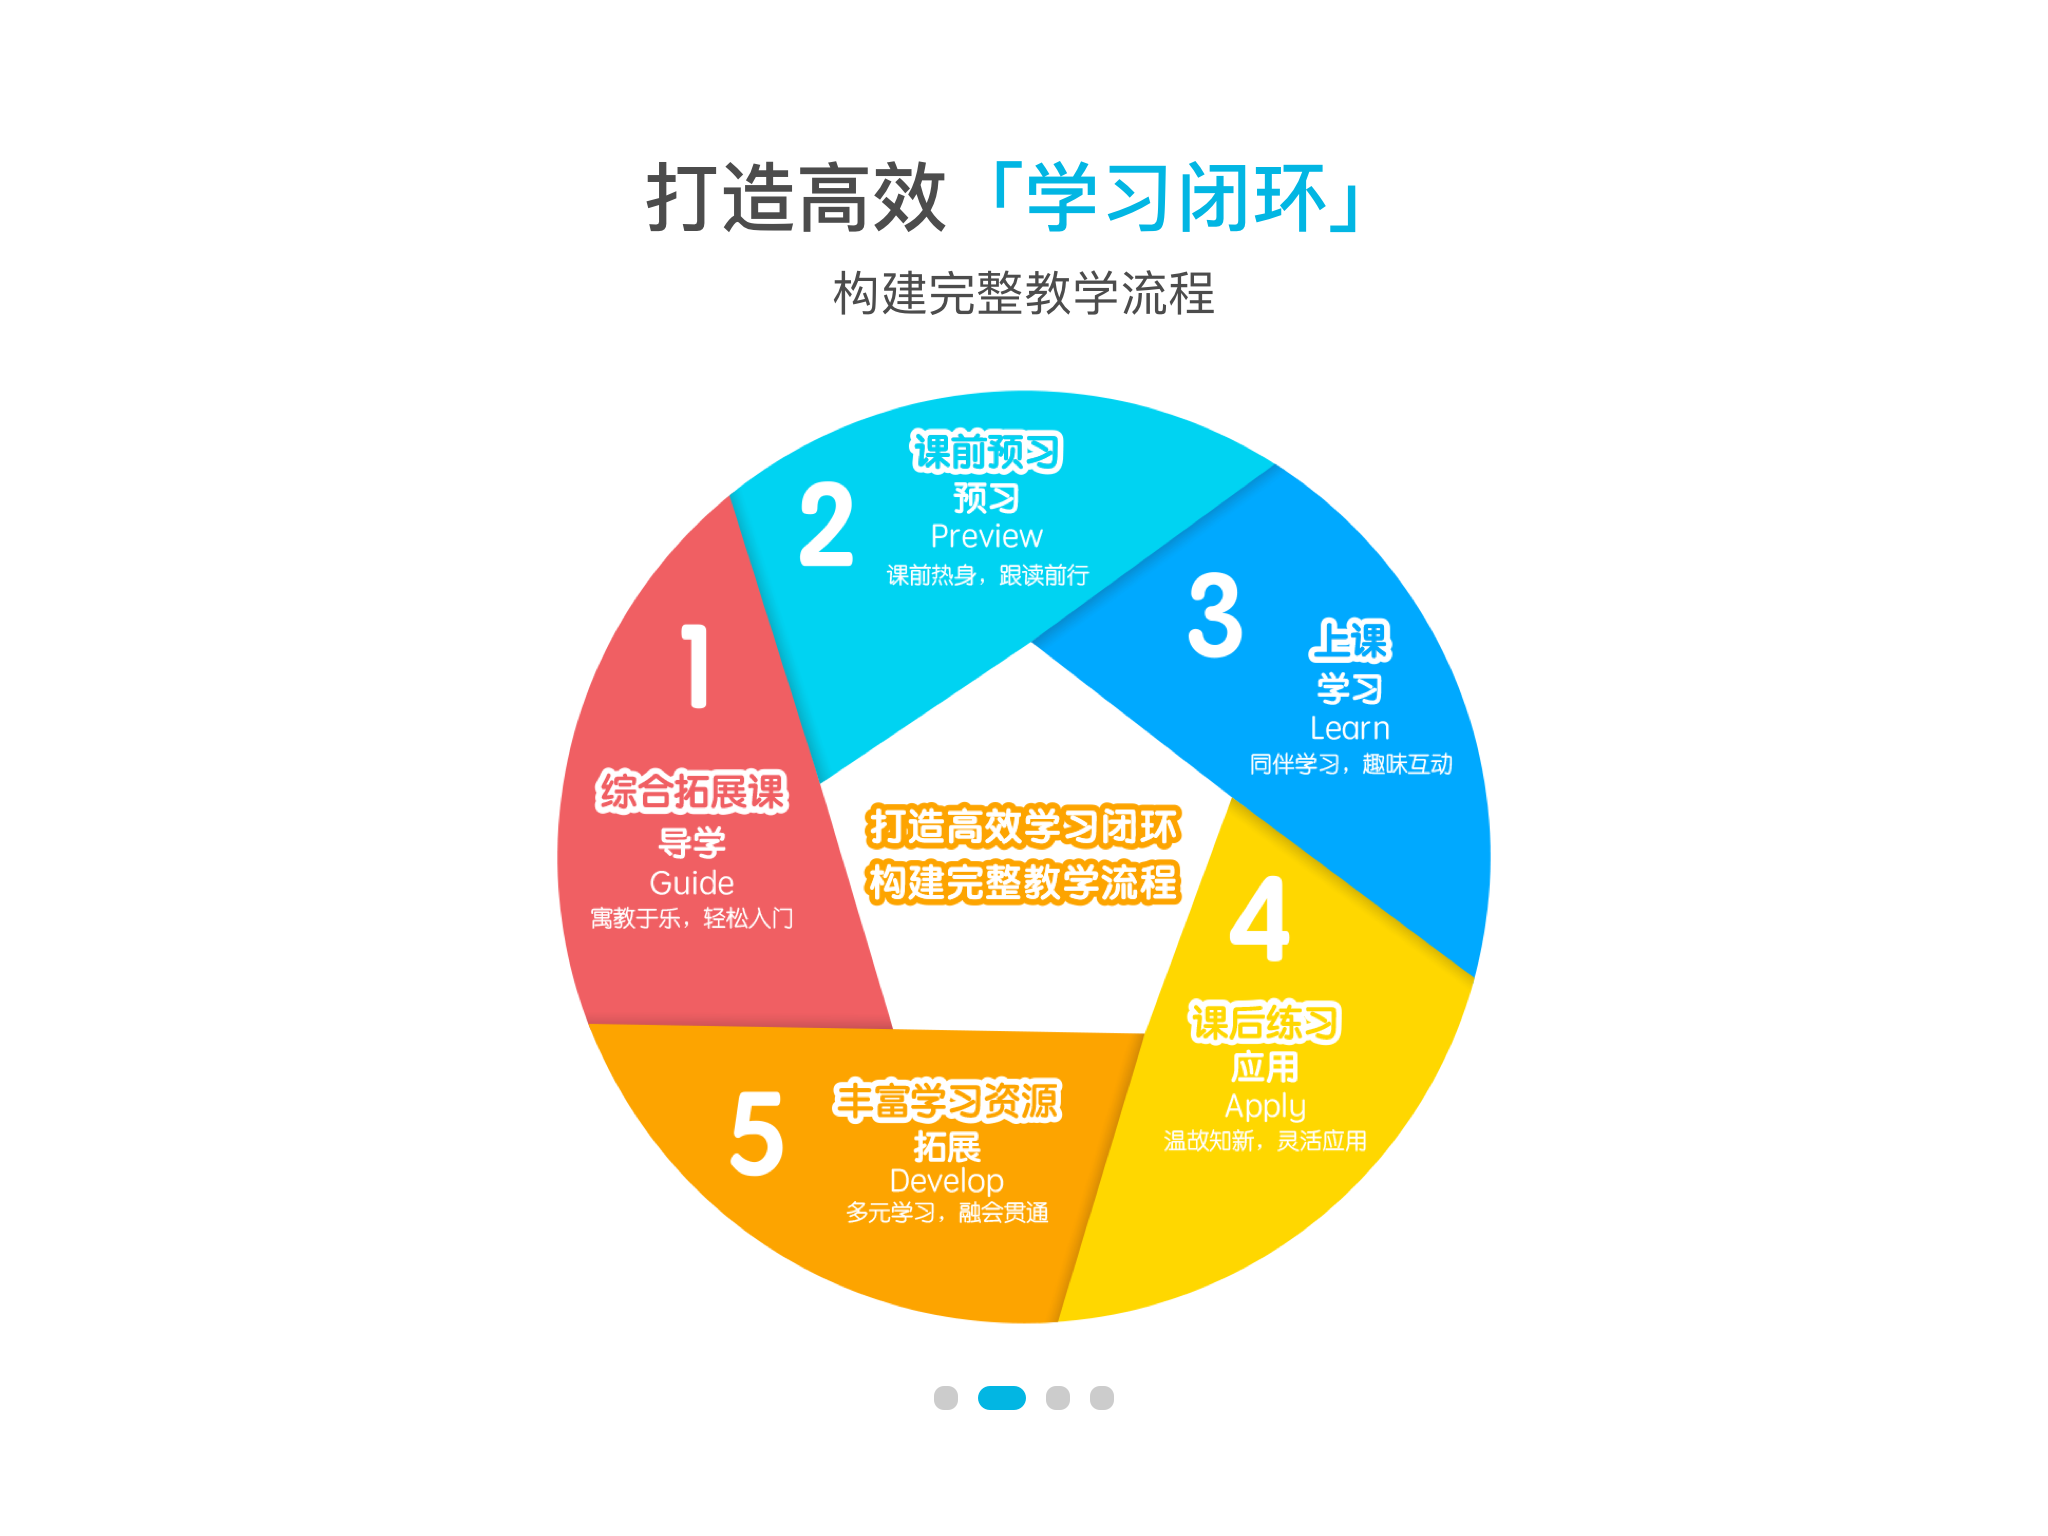 打造高效「学习闭环」
构建完整教学流程
1
综合拓展课
导学
Guide
寓教于乐，轻松入门
2
课前预习
预习
Preview
课前热身，跟读前行
3
上课
学习
Learn
同伴学习，趣味互动
4
课后练习
应用
Apply
温故知新，灵活应用
5
丰富学习资源
拓展
Develop
多元学习，融会贯通
打造高效学习闭环
构建完整教学流程